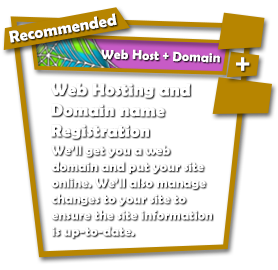 Recommended
Web Host + Domain
+
Web Hosting and
Domain name
Registration
We'll get you a web
domain and put your site
online. We'll also manage
changes to your site to
ensure the site information
is up-to-date.